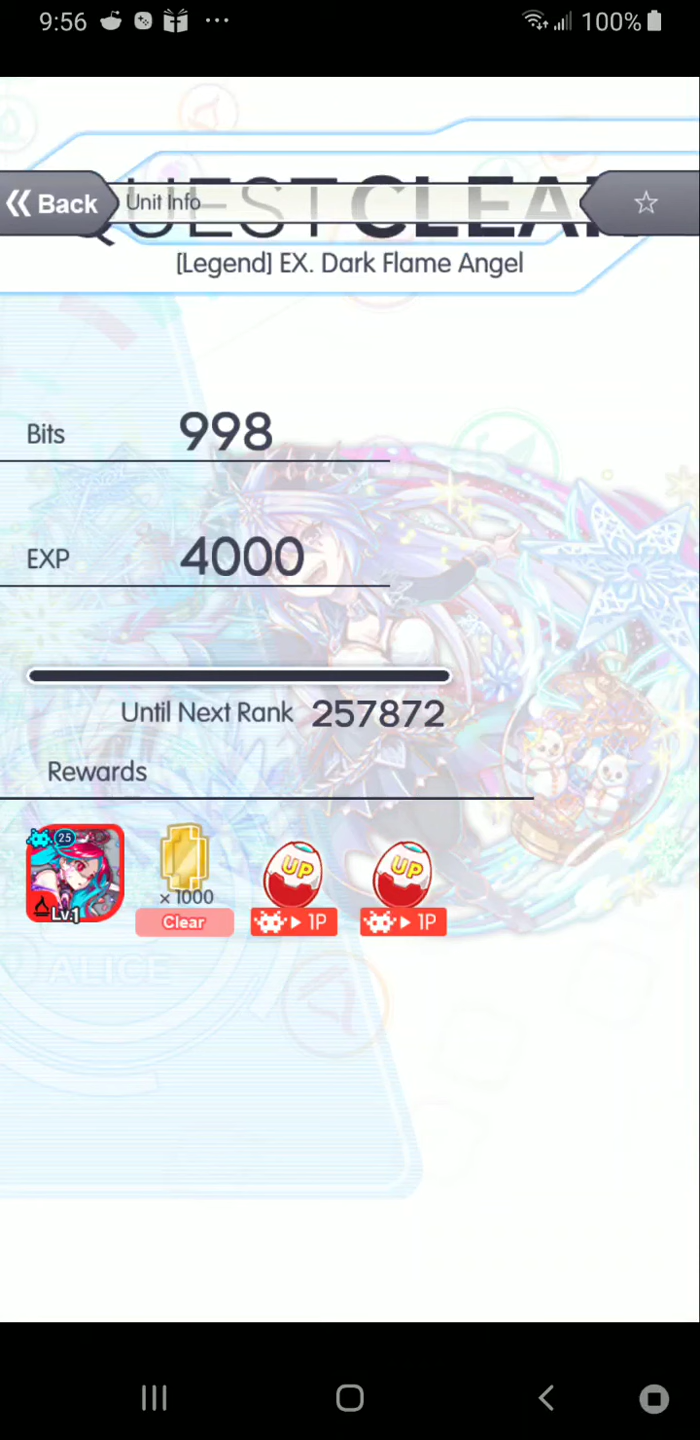 9:56
100%
QUEST CLEAR
Back
Unit Info
[Legend] EX. Dark Flame Angel
Bits 998
EXP 4000
Until Next Rank 257872
Rewards
25
UP
UP
Lv.1
x 1000
Clear
1P
1P
ALICE